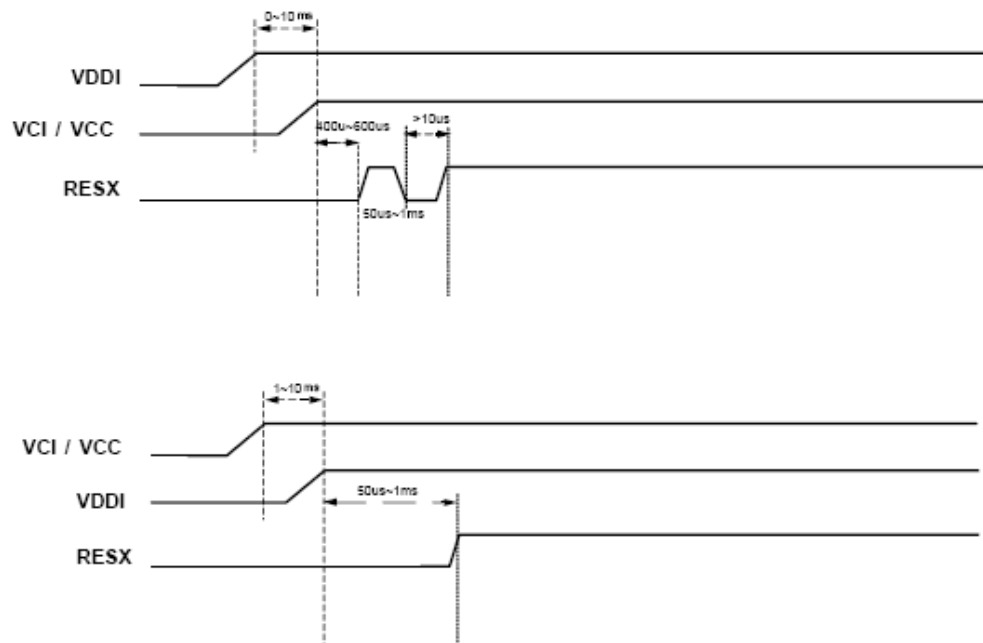 0~10 ms
VDDI
VCI / VCC
400u~600us
>10us
RESX
50us~1ms
1~10 ms
VCI / VCC
VDDI
50us~1ms
RESX